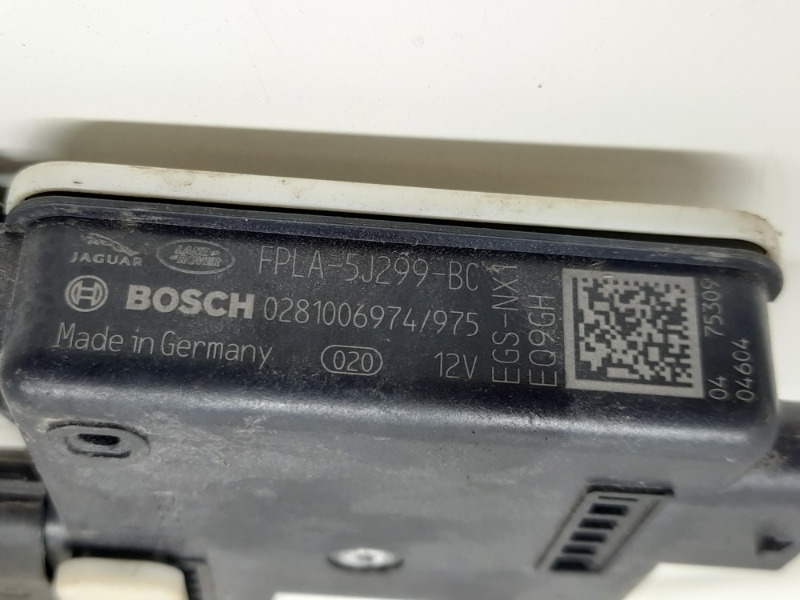 JAGUAR LAND ROVER FPLA-5J299-BC
BOSCH 0281006974/975
Made in Germany 020 12V
EGS-NX1
EQ9GH
04 75309
04604